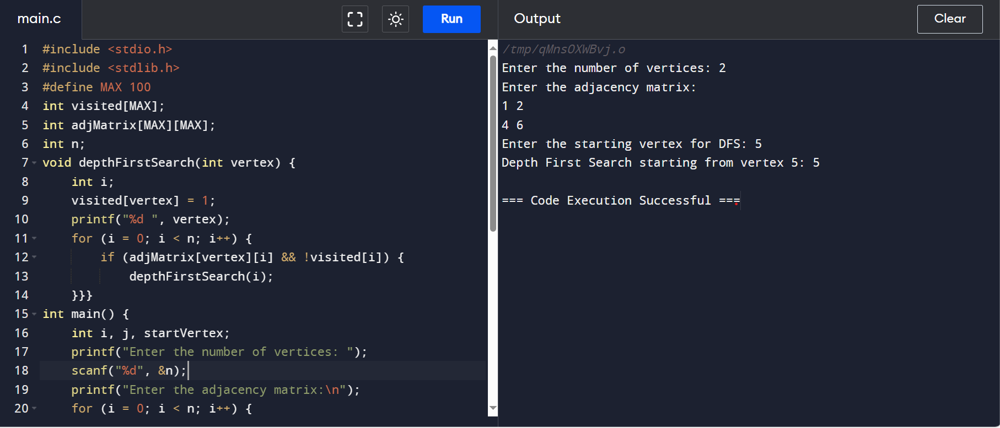 main.c
Run
1 #include <stdio.h>
2 #include <stdlib.h>
3 #define MAX 100
4 int visited[MAX];
5 int adjMatrix[MAX][MAX];
6 int n;
7 void depthFirstSearch(int vertex) {
8     int i;
9     visited[vertex] = 1;
10     printf("%d ", vertex);
11     for (i = 0; i < n; i++) {
12         if (adjMatrix[vertex][i] && !visited[i]) {
13             depthFirstSearch(i);
14     }}}
15 int main() {
16     int i, j, startVertex;
17     printf("Enter the number of vertices: ");
18     scanf("%d", &n);
19     printf("Enter the adjacency matrix:\n");
20     for (i = 0; i < n; i++) {
Output
Clear
/tmp/qMnsOXWBvj.o
Enter the number of vertices: 2
Enter the adjacency matrix:
1 2
4 6
Enter the starting vertex for DFS: 5
Depth First Search starting from vertex 5: 5
=== Code Execution Successful ===